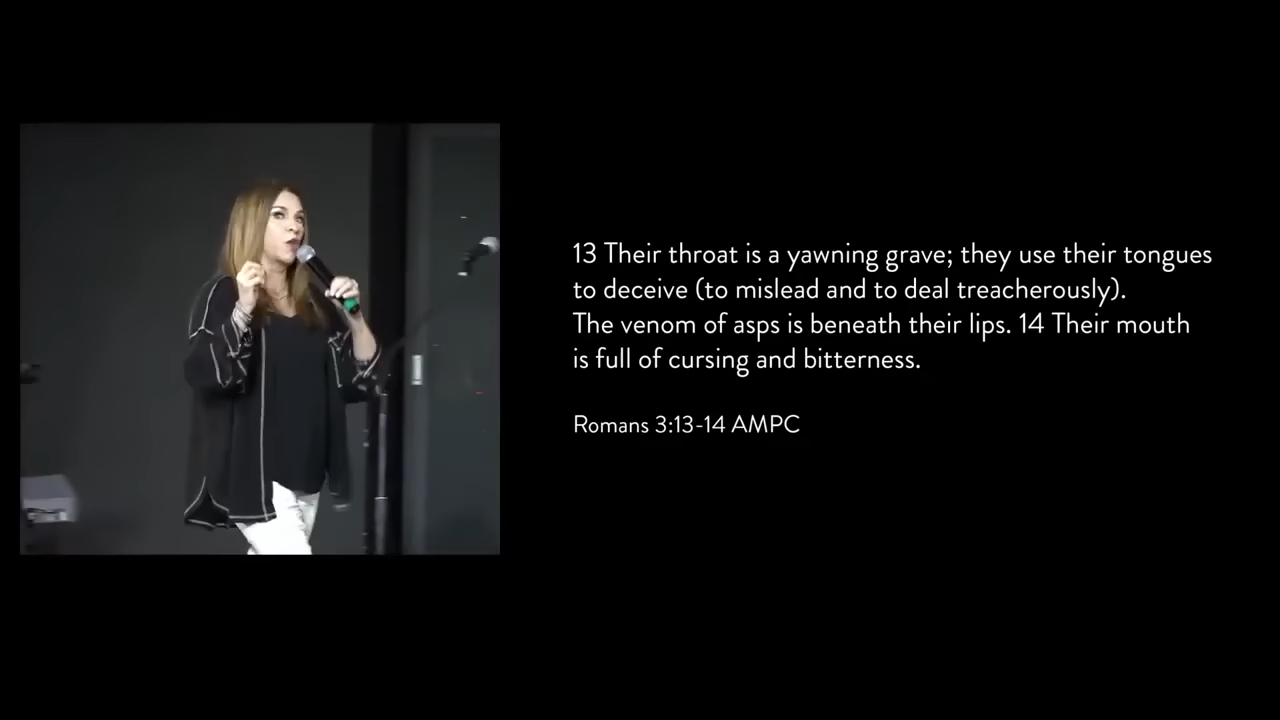 13 Their throat is a yawning grave; they use their tongues
to deceive (to mislead and to deal treacherously).
The venom of asps is beneath their lips. 14 Their mouth
is full of cursing and bitterness.
Romans 3:13-14 AMPC